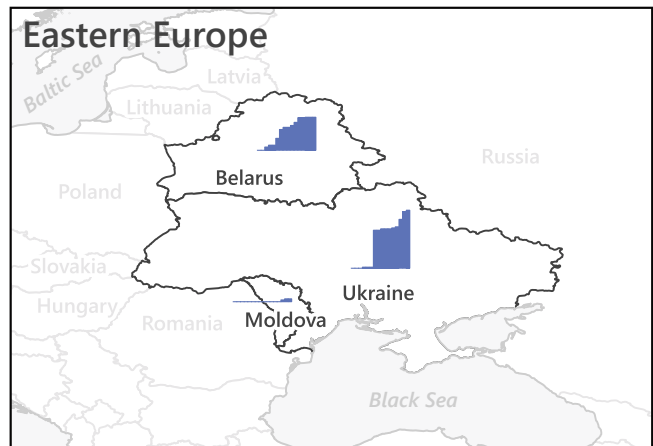 Eastern Europe
Baltic Sea
Latvia
Lithuania
Russia
Belarus
Poland
Slovakia
Ukraine
Hungary
Romania
Moldova
Black Sea